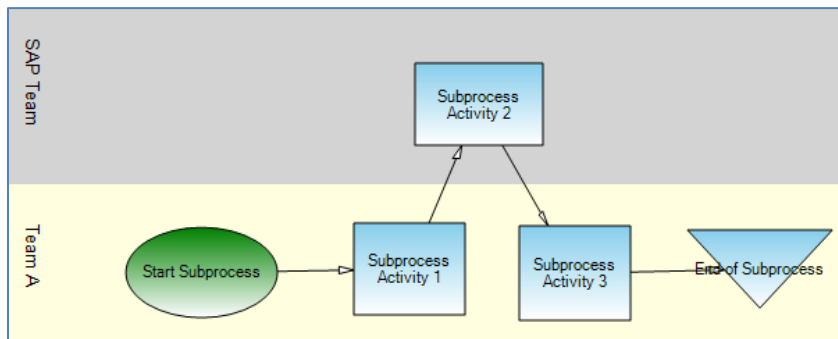 SAP Team
Subprocess
Activity 2
Team A
Start Subprocess
Subprocess
Activity 1
Subprocess
Activity 3
End of Subprocess